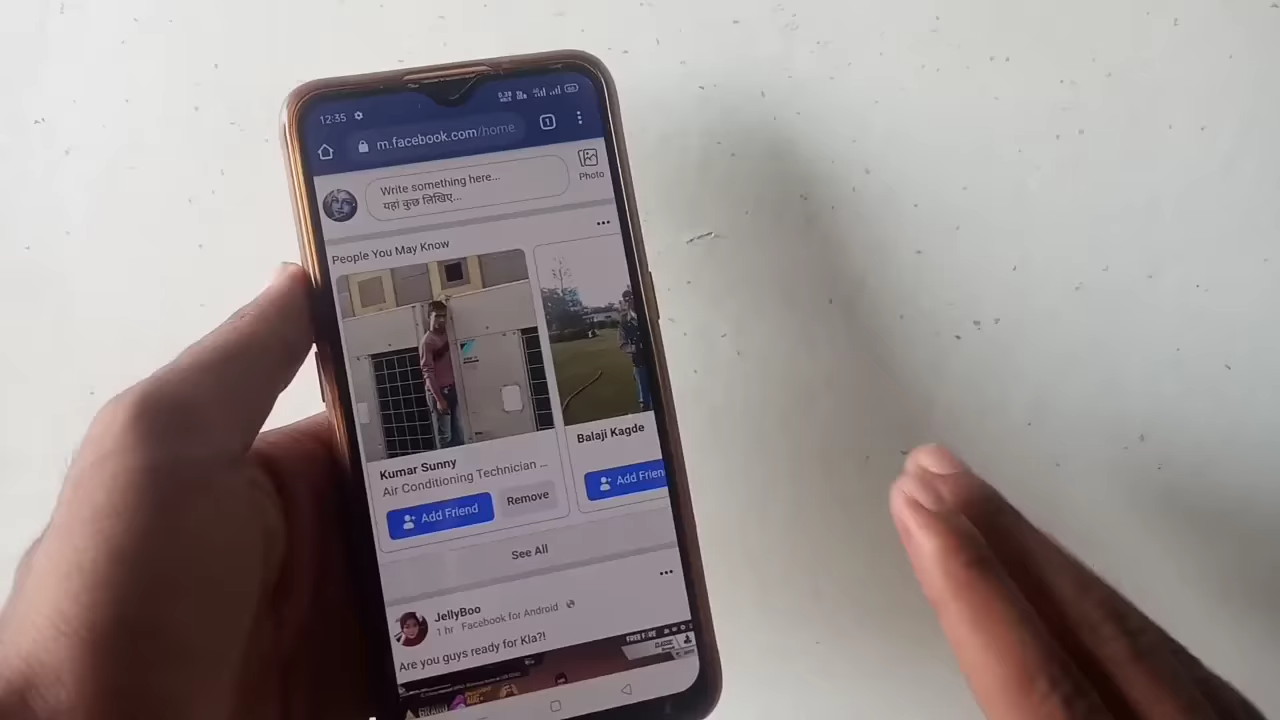 12:35
1
m.facebook.com/home
Write something here...
यहां कुछ लिखिए...
Photo
People You May Know
Kumar Sunny
Air Conditioning Technician ...
Add Friend
Remove
Balaji Kagde
Add Frien
See All
JellyBoo
1 hr Facebook for Android
Are you guys ready for Kla?!
FREE FIRE